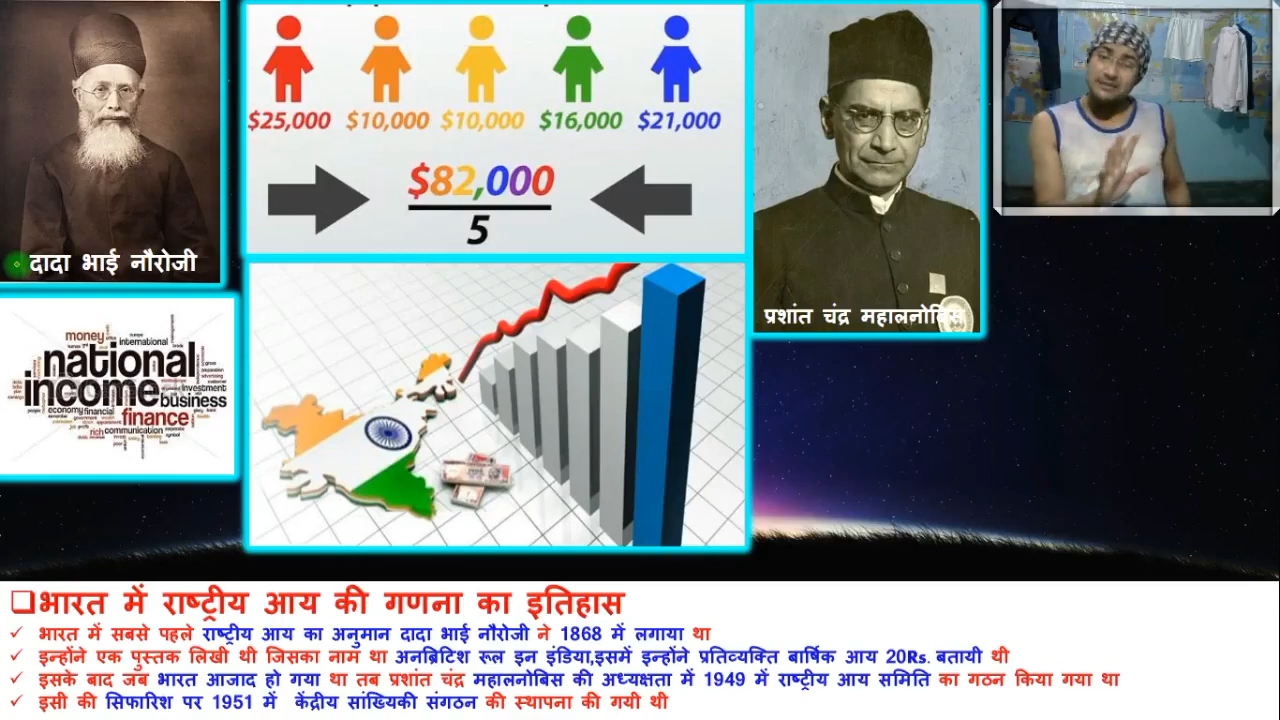 $25,000 $10,000 $10,000 $16,000 $21,000
$82,000
5
दादा भाई नौरोजी
प्रशांत चंद्र महालनोबिस
money
international
national
income
investment
business
economy financial
finance
rich communication
❑भारत में राष्ट्रीय आय की गणना का इतिहास
✓ भारत में सबसे पहले राष्ट्रीय आय का अनुमान दादा भाई नौरोजी ने 1868 में लगाया था
✓ इन्होंने एक पुस्तक लिखी थी जिसका नाम था अनब्रिटिश रूल इन इंडिया,इसमें इन्होंने प्रतिव्यक्ति बार्षिक आय 20Rs. बतायी थी
✓ इसके बाद जब भारत आजाद हो गया था तब प्रशांत चंद्र महालनोबिस की अध्यक्षता में 1949 में राष्ट्रीय आय समिति का गठन किया गया था
✓ इसी की सिफारिश पर 1951 में केंद्रीय सांख्यिकी संगठन की स्थापना की गयी थी